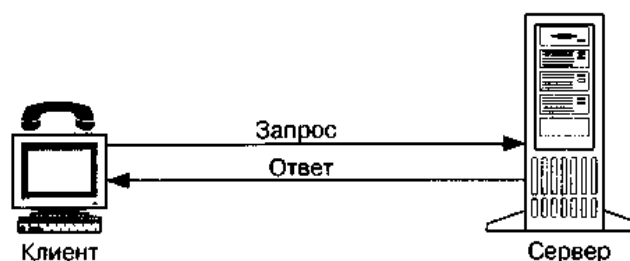 Запрос
Ответ
Клиент
Сервер